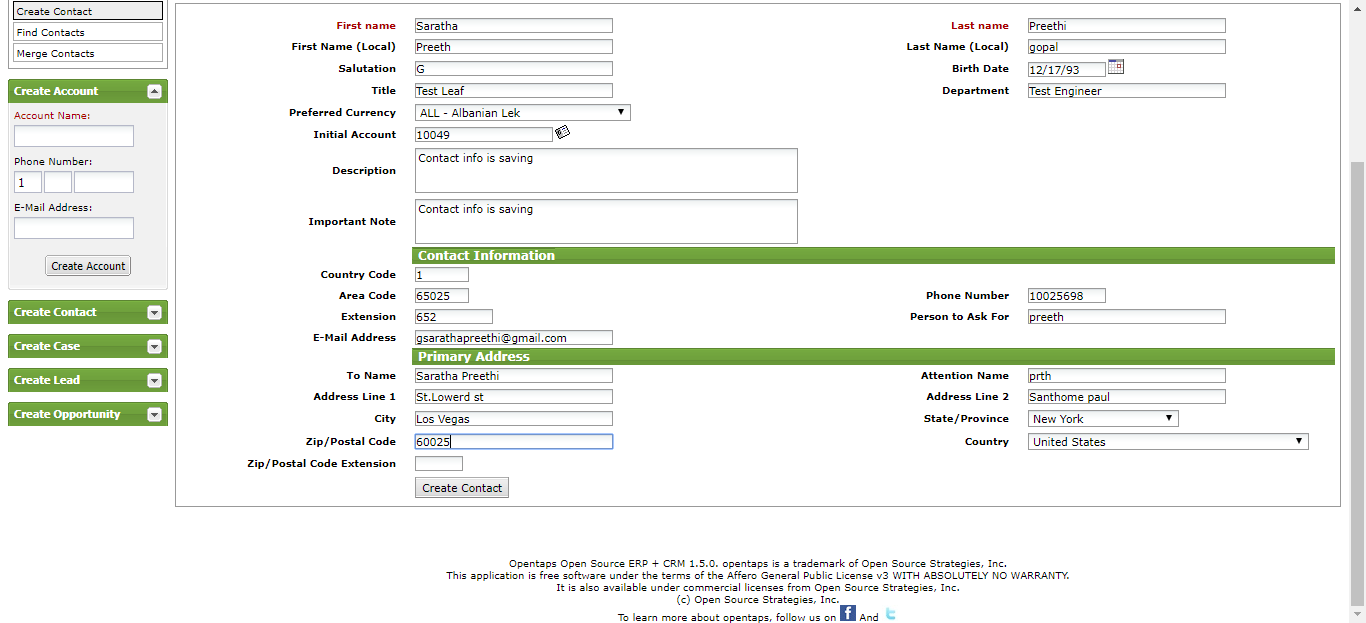 Create Contact
Find Contacts
Merge Contacts
Create Account
Account Name:
Phone Number:
1
E-Mail Address:
Create Account
Create Contact
Create Case
Create Lead
Create Opportunity
First name Saratha Last name Preethi
First Name (Local) Preeth Last Name (Local) gopal
Salutation G Birth Date 12/17/93
Title Test Leaf Department Test Engineer
Preferred Currency ALL - Albanian Lek
Initial Account 10049
Description Contact info is saving
Important Note Contact info is saving
Contact Information
Country Code 1
Area Code 65025 Phone Number 10025698
Extension 652 Person to Ask For preeth
E-Mail Address gsarathapreethi@gmail.com
Primary Address
To Name Saratha Preethi Attention Name prth
Address Line 1 St.Lowerd st Address Line 2 Santhome paul
City Los Vegas State/Province New York
Zip/Postal Code 60025 Country United States
Zip/Postal Code Extension
Create Contact
Opentaps Open Source ERP + CRM 1.5.0. opentaps is a trademark of Open Source Strategies, Inc.
This application is free software under the terms of the Affero General Public License v3 WITH ABSOLUTELY NO WARRANTY.
It is also available under commercial licenses from Open Source Strategies, Inc.
(c) Open Source Strategies, Inc.
To learn more about opentaps, follow us on f And t